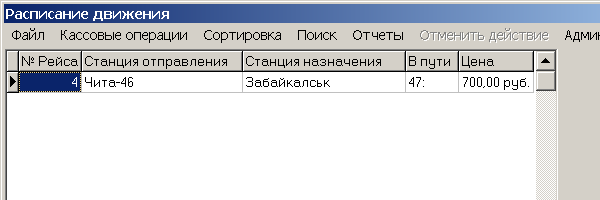 Расписание движения
Файл Кассовые операции Сортировка Поиск Отчеты Отменить действие Админ
№ Рейса Станция отправления Станция назначения В пути Цена
4 Чита-46 Забайкальск 47: 700,00 руб.